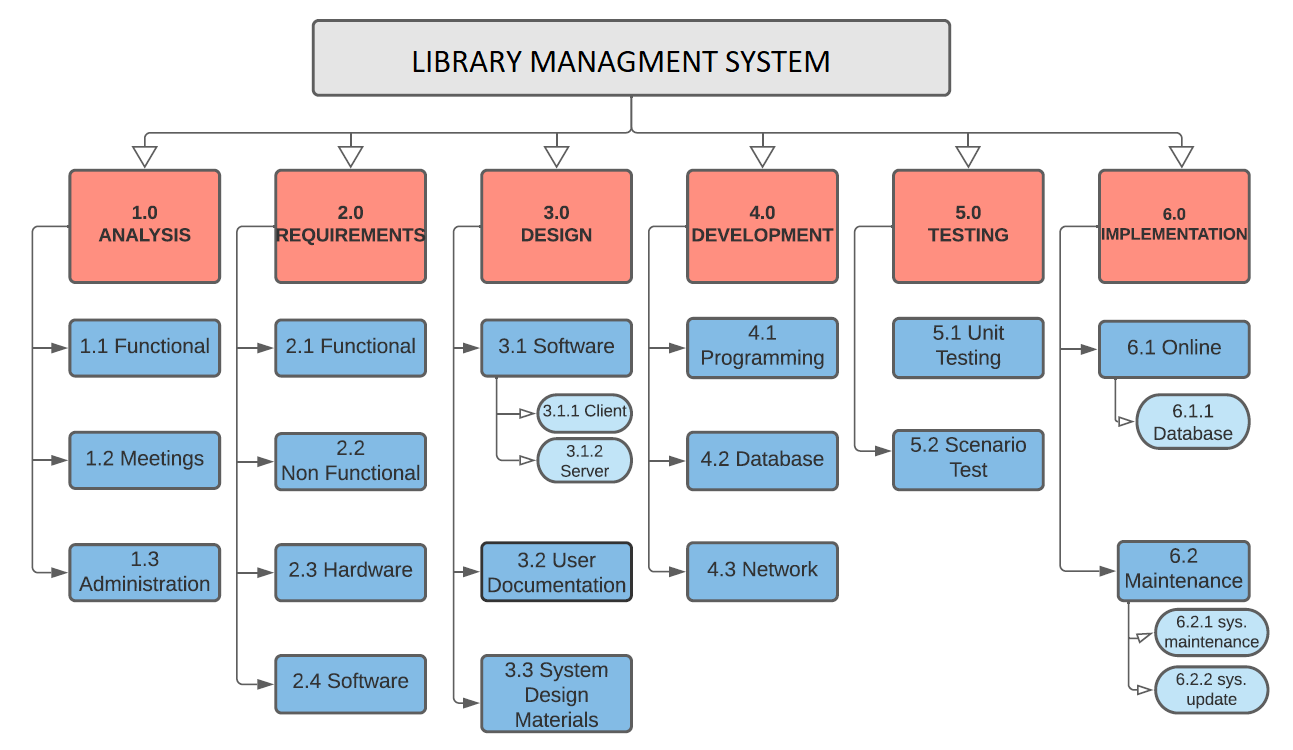 LIBRARY MANAGMENT SYSTEM
1.0
ANALYSIS
1.1 Functional
1.2 Meetings
1.3
Administration
2.0
REQUIREMENTS
2.1 Functional
2.2
Non Functional
2.3 Hardware
2.4 Software
3.0
DESIGN
3.1 Software
3.1.1 Client
3.1.2
Server
3.2 User
Documentation
3.3 System
Design
Materials
4.0
DEVELOPMENT
4.1
Programming
4.2 Database
4.3 Network
5.0
TESTING
5.1 Unit
Testing
5.2 Scenario
Test
6.0
IMPLEMENTATION
6.1 Online
6.1.1
Database
6.2
Maintenance
6.2.1 sys.
maintenance
6.2.2 sys.
update